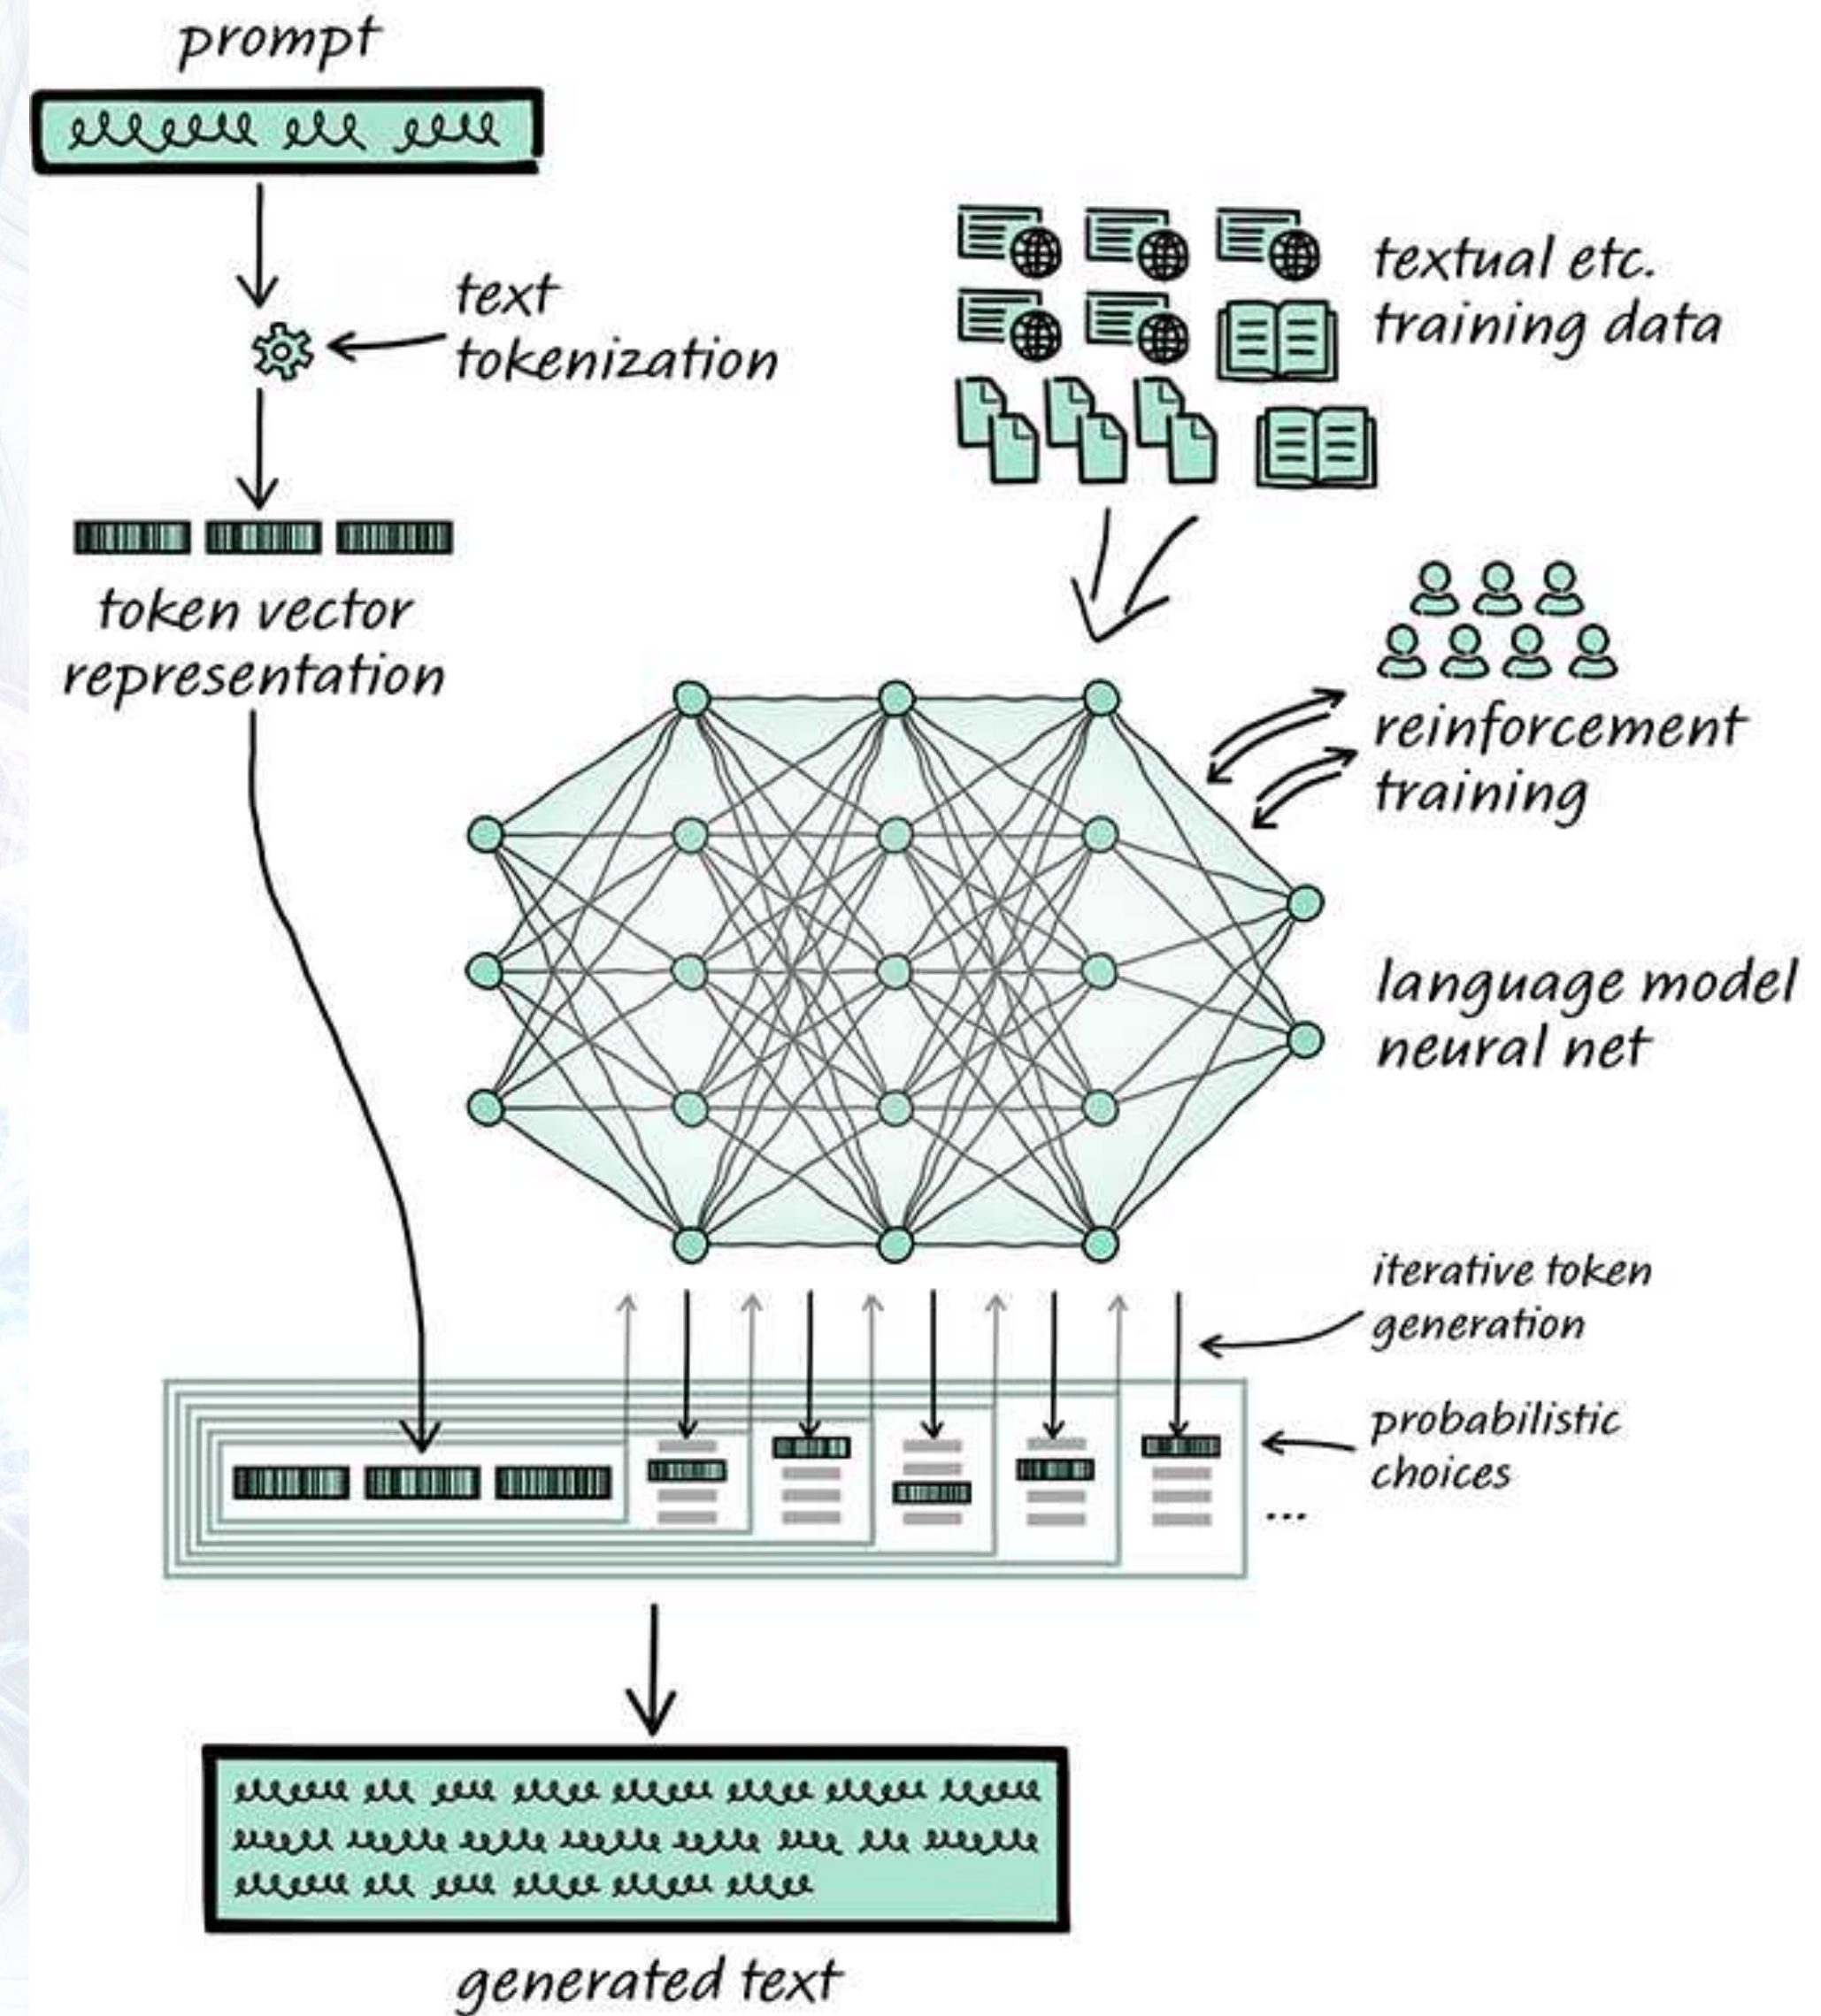 prompt
text
tokenization
token vector
representation
textual etc.
training data
reinforcement
training
language model
neural net
iterative token
generation
probabilistic
choices
...
generated text